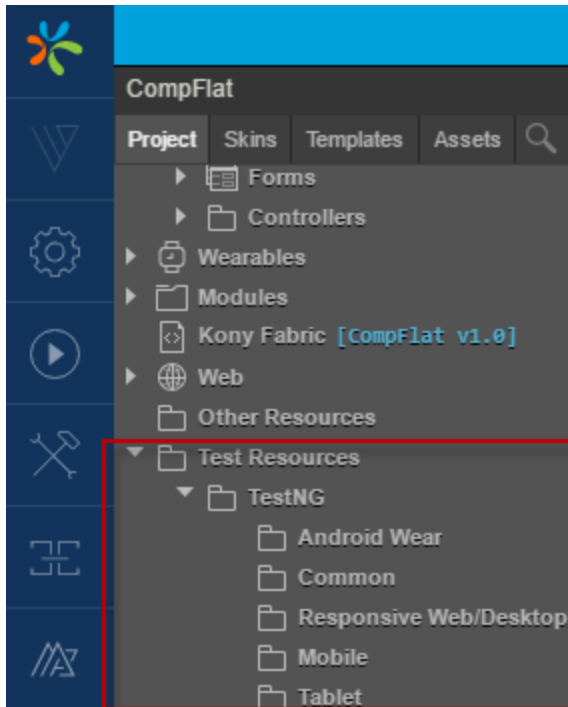 CompFlat
Project Skins Templates Assets
Forms
Controllers
Wearables
Modules
Kony Fabric [CompFlat v1.0]
Web
Other Resources
Test Resources
TestNG
Android Wear
Common
Responsive Web/Desktop
Mobile
Tablet